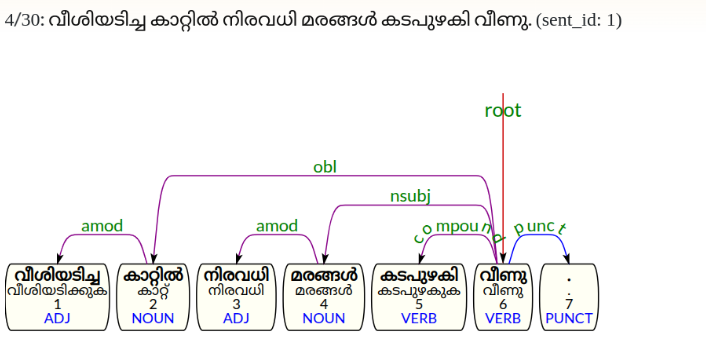 4/30: വീശിയടിച്ച കാറ്റിൽ നിരവധി മരങ്ങൾ കടപുഴകി വീണു. (sent_id: 1)
root
obl
nsubj
amod amod compound punct
വീശിയടിച്ച കാറ്റിൽ നിരവധി മരങ്ങൾ കടപുഴകി വീണു .
വീശിയടിക്കുക കാറ്റ് നിരവധി മരങ്ങൾ കടപുഴകുക വീണു .
1 2 3 4 5 6 7
ADJ NOUN ADJ NOUN VERB VERB PUNCT